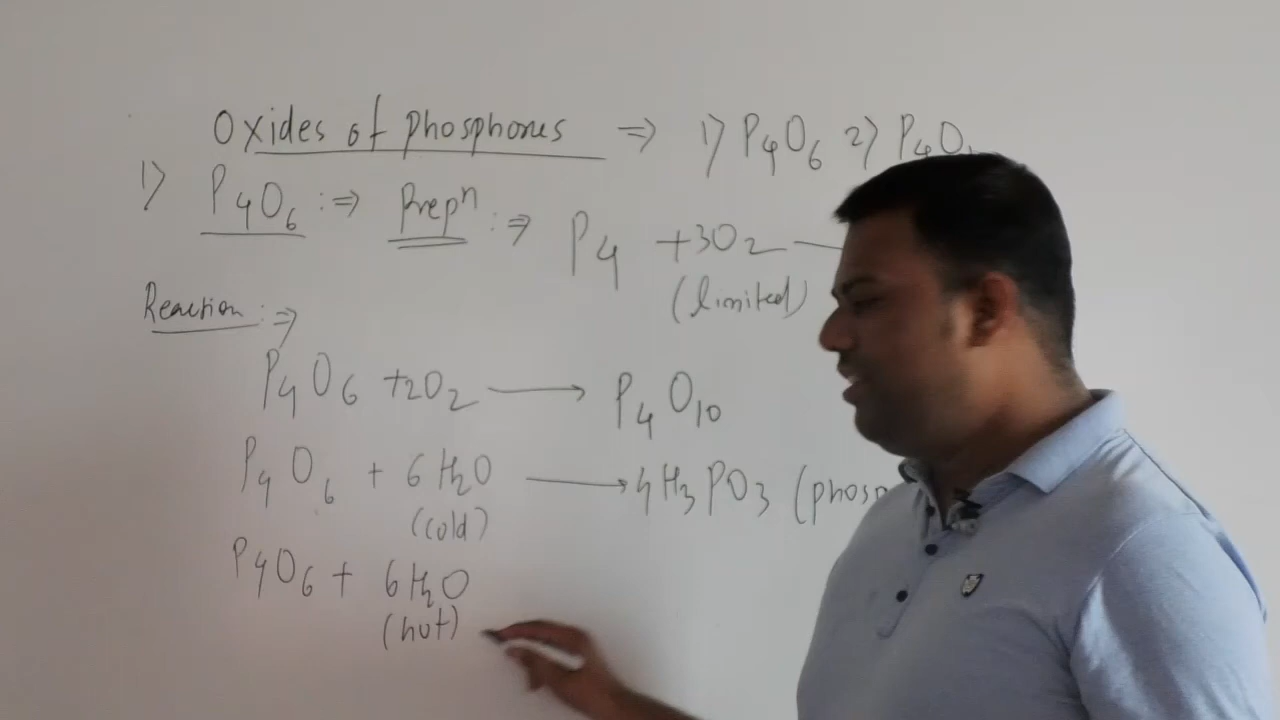 Oxides of phosphorus ⇒ 1) P4O6 2) P4O
1) P4O6 :⇒ Prepⁿ :⇒ P4 + 3O2 —
(limited)
Reaction :⇒
P4O6 + 2O2 ⟶ P4O10
P4O6 + 6H2O ⟶ 4H3PO3 (phosp
(cold)
P4O6 + 6H2O
(hot)